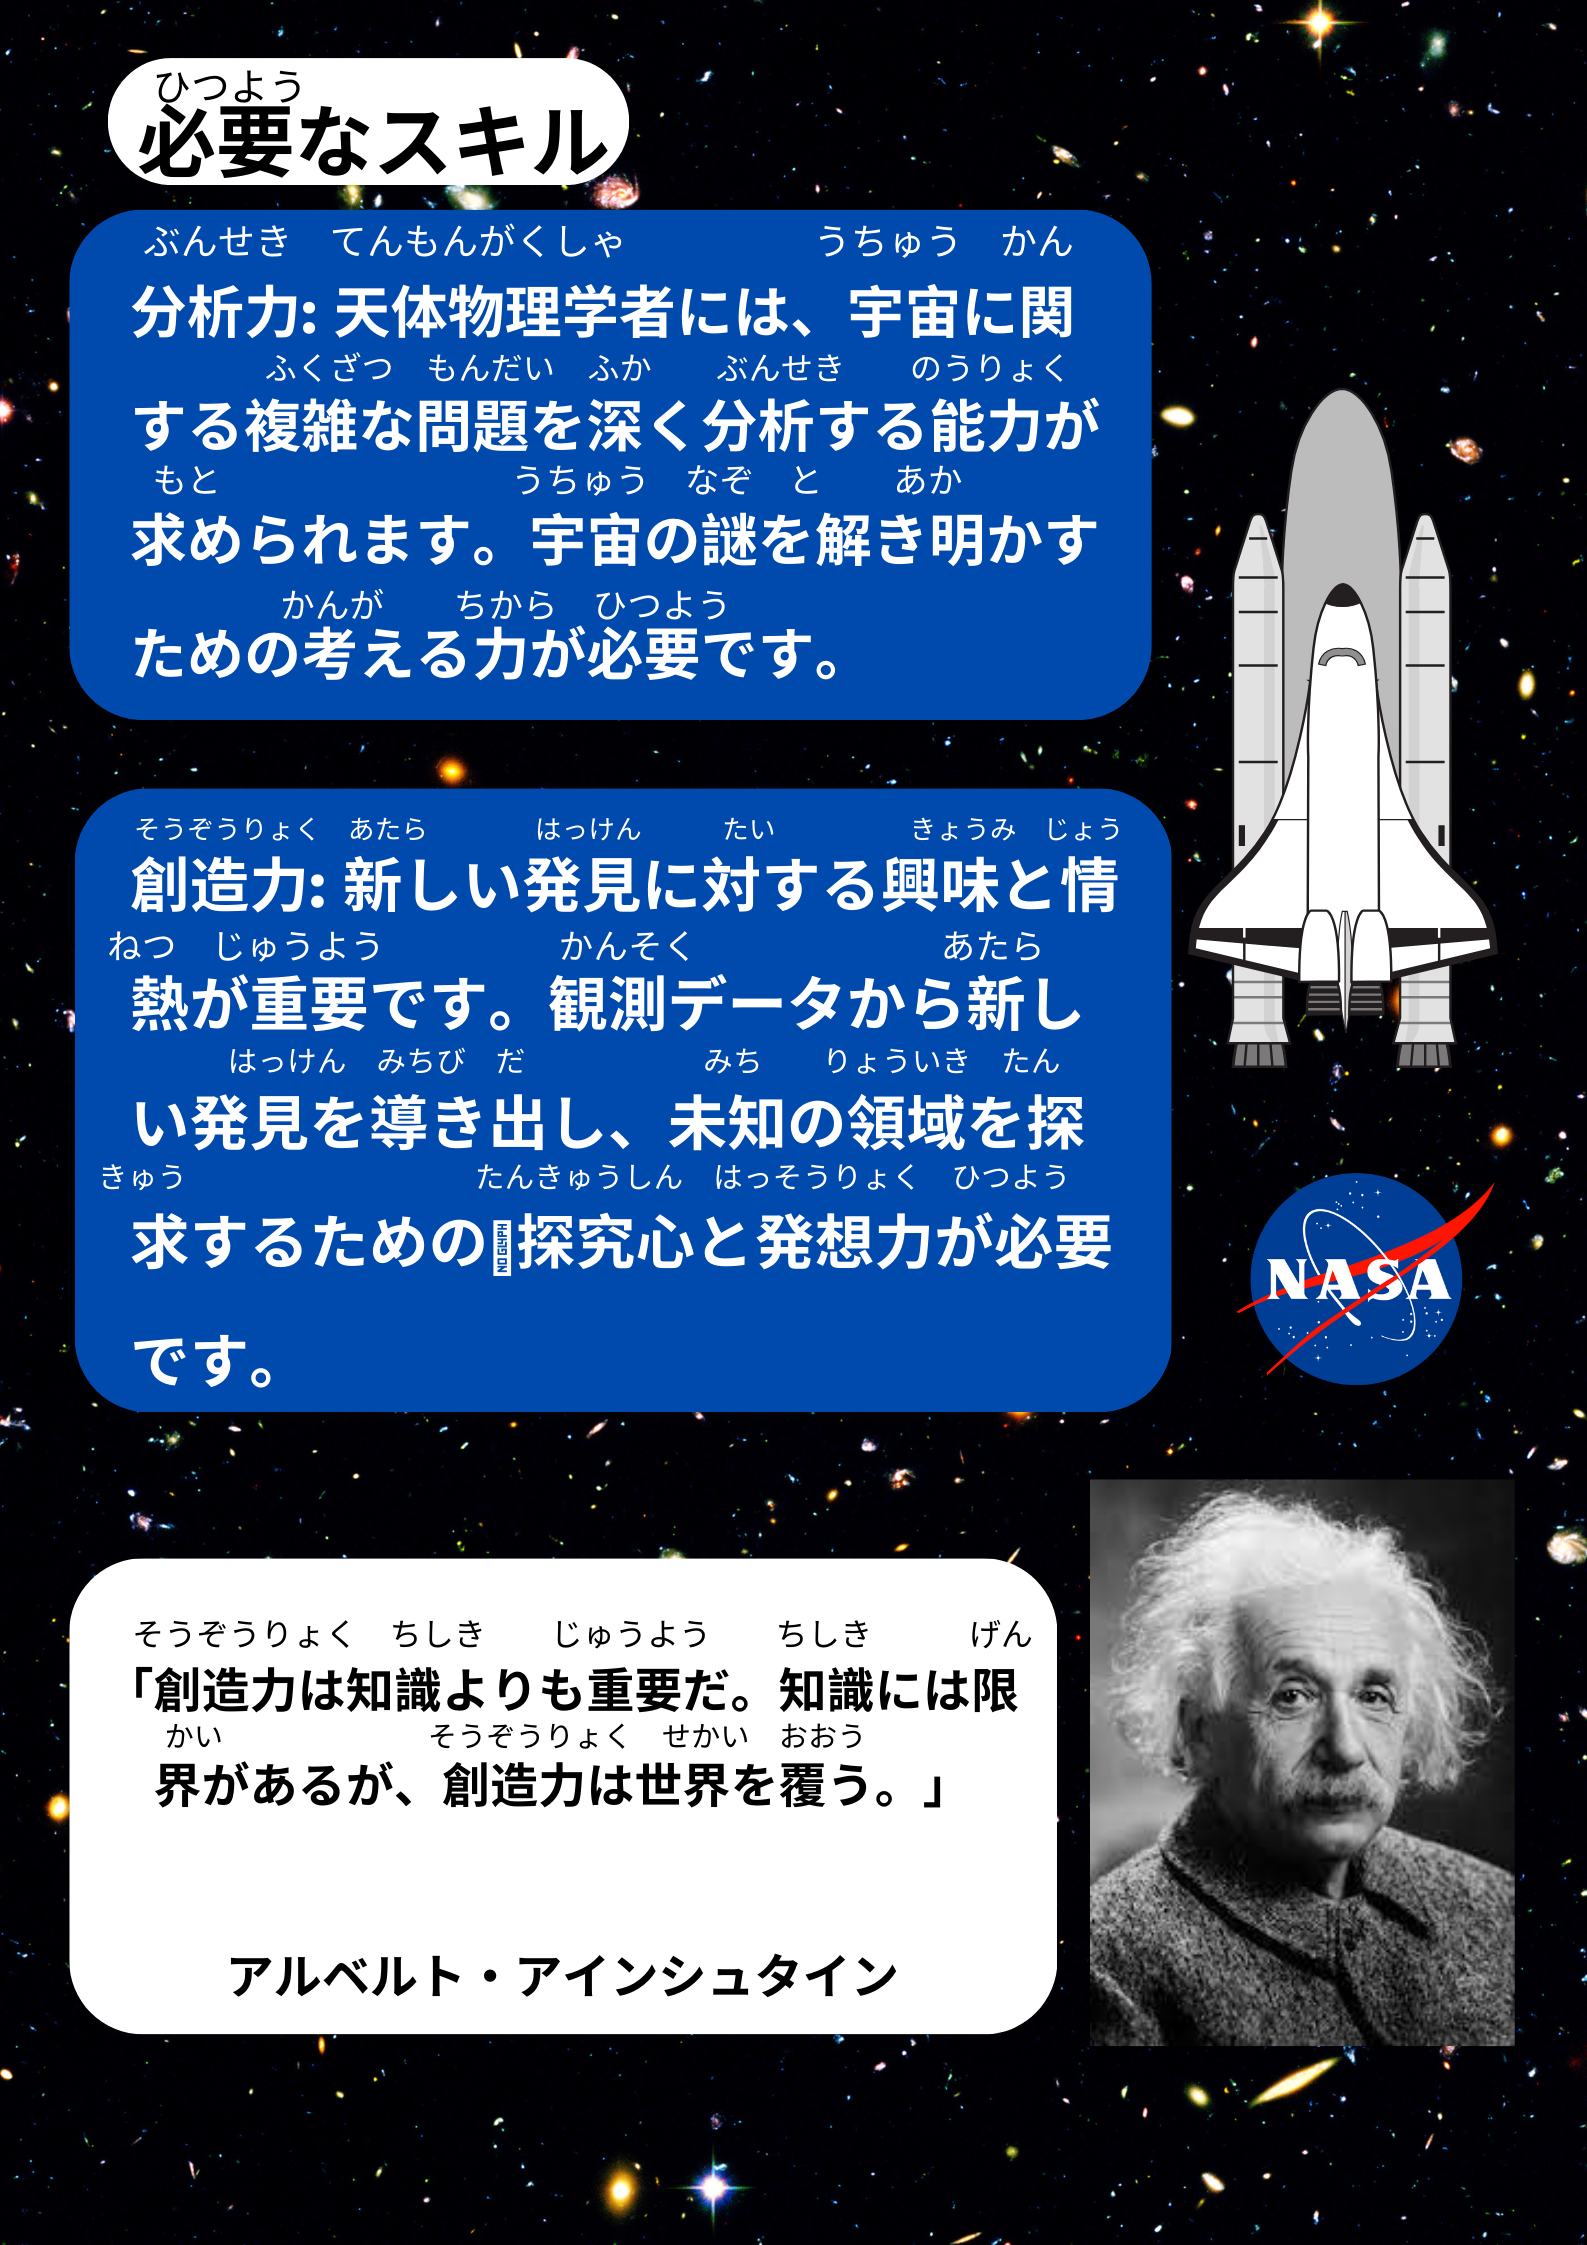 ひつよう
必要なスキル
ぶんせき　てんもんがくしゃ　うちゅう　かん
分析力: 天体物理学者には、宇宙に関
ふくざつ　もんだい　ふか　ぶんせき　のうりょく
する複雑な問題を深く分析する能力が
もと　うちゅう　なぞ　と　あか
求められます。宇宙の謎を解き明かす
かんが　ちから　ひつよう
ための考える力が必要です。
そうぞうりょく　あたら　はっけん　たい　きょうみ　じょう
創造力: 新しい発見に対する興味と情
ねつ　じゅうよう　かんそく　あたら
熱が重要です。観測データから新し
はっけん　みちび　だ　みち　りょういき　たん
い発見を導き出し、未知の領域を探
きゅう　たんきゅうしん　はっそうりょく　ひつよう
求するための探究心と発想力が必要
です。
NASA
そうぞうりょく　ちしき　じゅうよう　ちしき　げん
「創造力は知識よりも重要だ。知識には限
かい　そうぞうりょく　せかい　おおう
界があるが、創造力は世界を覆う。」
アルベルト・アインシュタイン